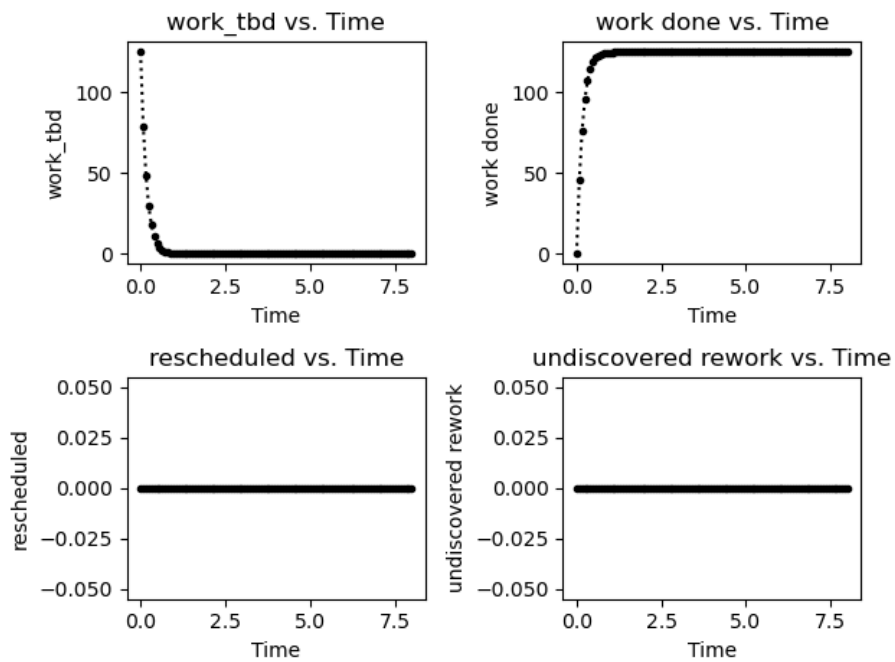 work_tbd vs. Time
work done vs. Time
100
50
0
work_tbd
0.0 2.5 5.0 7.5
Time
100
50
0
work done
0.0 2.5 5.0 7.5
Time
rescheduled vs. Time
undiscovered rework vs. Time
0.050
0.025
0.000
−0.025
−0.050
rescheduled
0.0 2.5 5.0 7.5
Time
0.050
0.025
0.000
−0.025
−0.050
undiscovered rework
0.0 2.5 5.0 7.5
Time